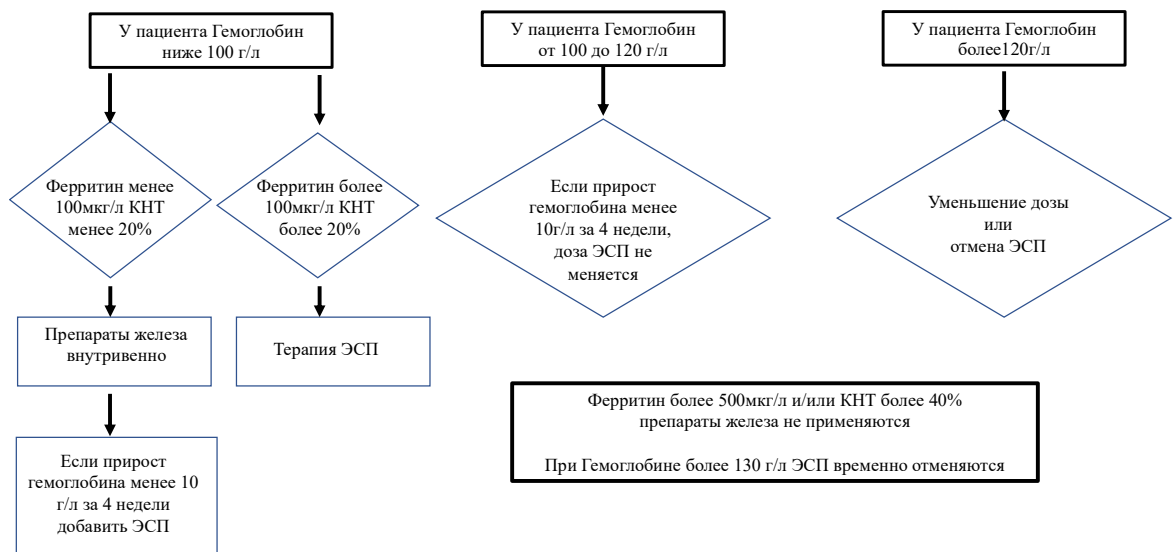 У пациента Гемоглобин
ниже 100 г/л
У пациента Гемоглобин
от 100 до 120 г/л
У пациента Гемоглобин
более120г/л
Ферритин менее
100мкг/л КНТ
менее 20%
Ферритин более
100мкг/л КНТ
более 20%
Если прирост
гемоглобина менее
10г/л за 4 недели,
доза ЭСП не
меняется
Уменьшение дозы
или
отмена ЭСП
Препараты железа
внутривенно
Терапия ЭСП
Если прирост
гемоглобина менее 10
г/л за 4 недели
добавить ЭСП
Ферритин более 500мкг/л и/или КНТ более 40%
препараты железа не применяются
При Гемоглобине более 130 г/л ЭСП временно отменяются